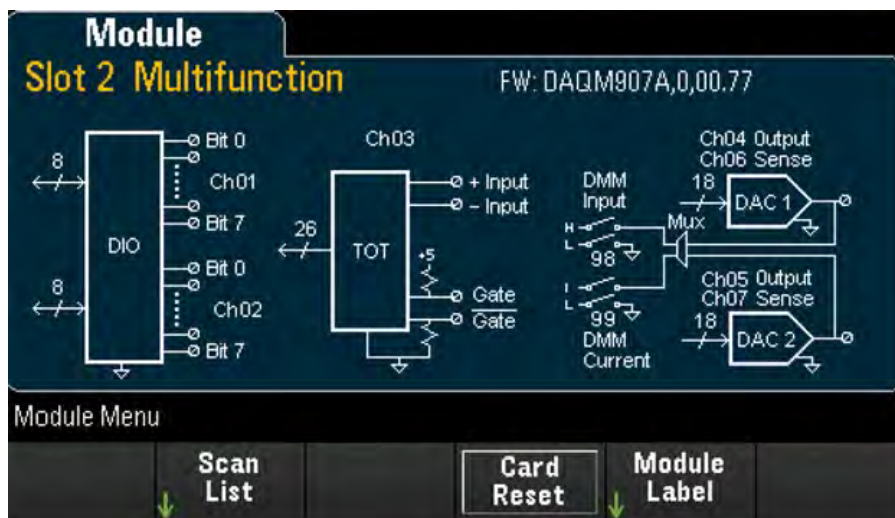 Module
Slot 2 Multifunction
FW: DAQM907A,0,00.77
8
DIO
Bit 0
Ch01
Bit 7
8
Bit 0
Ch02
Bit 7
Ch03
26
TOT
+ Input
- Input
+5
Gate
Gate
DMM
Input
H
L
98
I
L
99
DMM
Current
Mux
Ch04 Output
Ch06 Sense
18
DAC 1
Ch05 Output
Ch07 Sense
18
DAC 2
Module Menu
Scan
List
Card
Reset
Module
Label